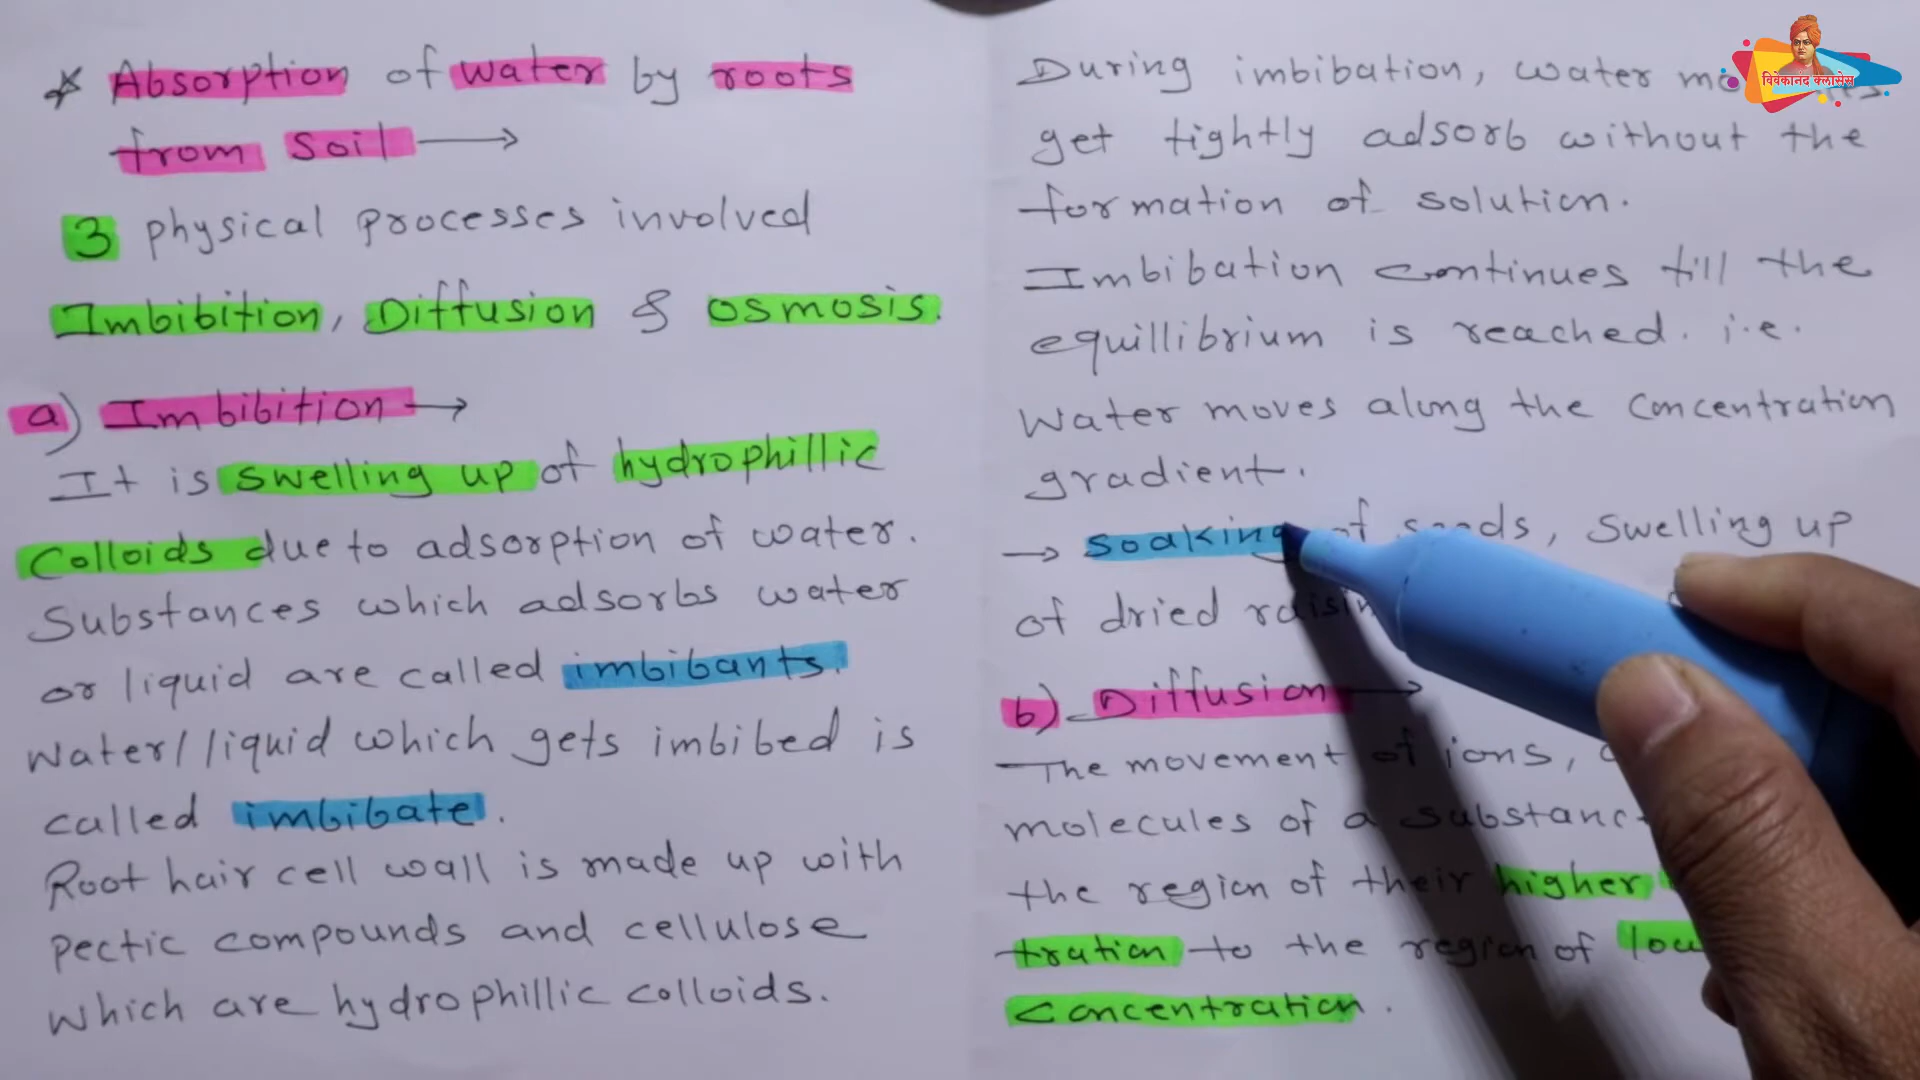 Absorption of water by roots
from soil →
3 physical processes involved
Imbibition, Diffusion & osmosis.
a) Imbibition →
It is swelling up of hydrophillic
colloids due to adsorption of water.
Substances which adsorbs water
or liquid are called imbibants.
Water/liquid which gets imbibed is
called imbibate.
Root hair cell wall is made up with
pectic compounds and cellulose
which are hydrophillic colloids.
During imbibation, water
get tightly adsorb without the
formation of solution.
Imbibation continues till the
equillibrium is reached. i.e.
Water moves along the concentration
gradient.
→ Soaking of seeds, swelling up
of dried
b) Diffusion →
The movement of ions,
molecules of a
the region of their higher
tration to the region of
concentration.
विवेकानंद क्लासेस